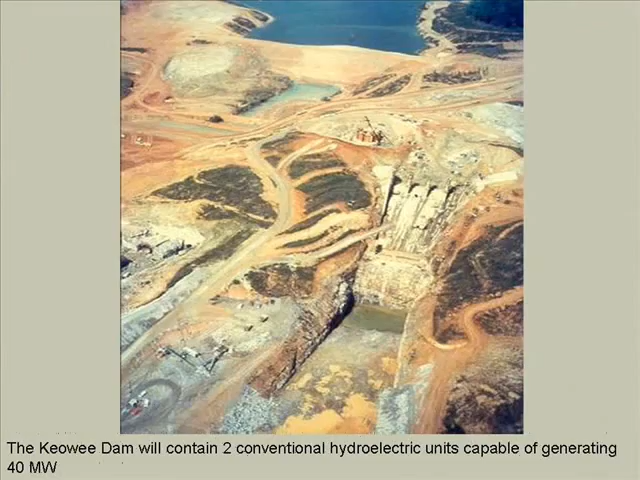 The Keowee Dam will contain 2 conventional hydroelectric units capable of generating
40 MW